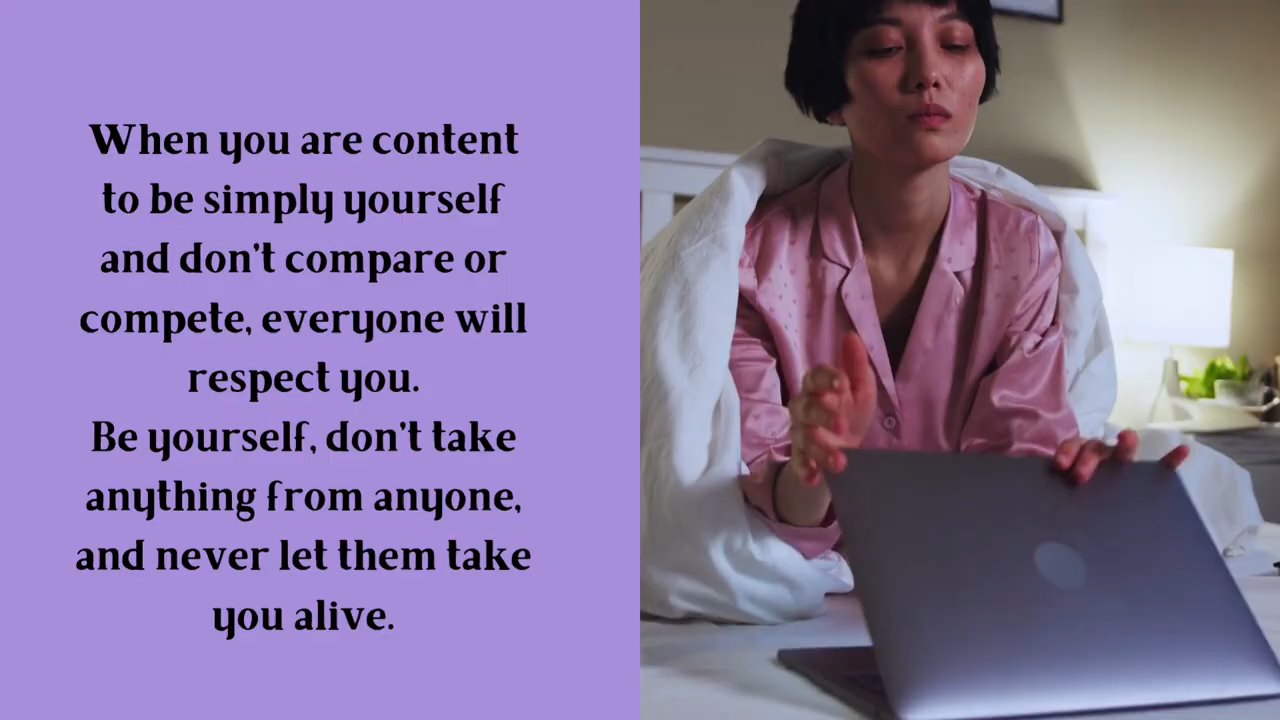 When you are content
to be simply yourself
and don't compare or
compete, everyone will
respect you.
Be yourself, don't take
anything from anyone,
and never let them take
you alive.